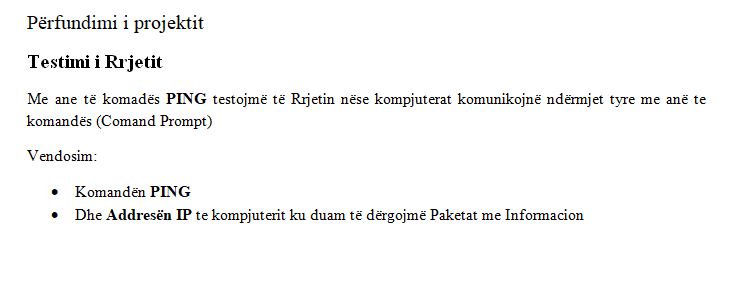 Përfundimi i projektit
Testimi i Rrjetit
Me ane të komadës PING testojmë të Rrjetin nëse kompjuterat komunikojnë ndërmjet tyre me anë te
komandës (Comand Prompt)
Vendosim:
• Komandën PING
• Dhe Addresën IP te kompjuterit ku duam të dërgojmë Paketat me Informacion